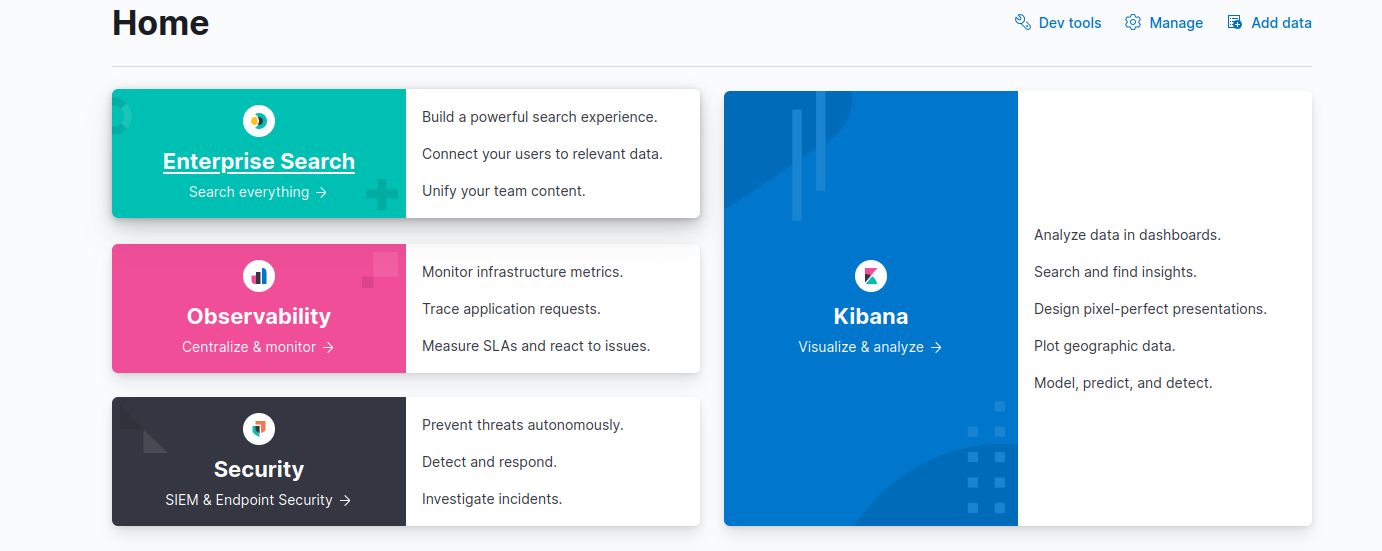 Home
Dev tools
Manage
Add data
Enterprise Search
Search everything →
Build a powerful search experience.
Connect your users to relevant data.
Unify your team content.
Observability
Centralize & monitor →
Monitor infrastructure metrics.
Trace application requests.
Measure SLAs and react to issues.
Security
SIEM & Endpoint Security →
Prevent threats autonomously.
Detect and respond.
Investigate incidents.
Kibana
Visualize & analyze →
Analyze data in dashboards.
Search and find insights.
Design pixel-perfect presentations.
Plot geographic data.
Model, predict, and detect.